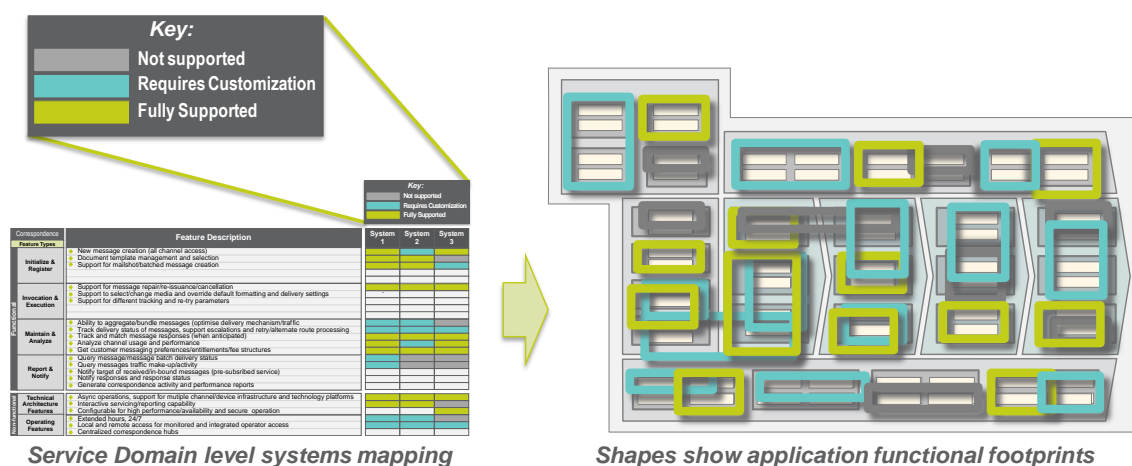 Key:
Not supported
Requires Customization
Fully Supported
Key:
Not supported
Requires Customization
Fully Supported
Correspondence
Feature Types
Feature Description
System 1
System 2
System 3
Functional
Initialize & Register
New message creation (all channel access)
Document template management and selection
Support for mailshot/batched message creation
Invocation & Execution
Support for message repair/re-issuance/cancellation
Support to select/change media and override default formatting and delivery settings
Support for different tracking and re-try parameters
Maintain & Analyze
Ability to aggregate/bundle messages (optimise delivery mechanism/traffic
Track delivery status of messages, support escalations and retry/alternate route processing
Track and match message responses (when anticipated)
Analyze channel usage and performance
Get customer messaging preferences/entitlements/fee structures
Report & Notify
Query message/message batch delivery status
Query messages traffic make-up/activity
Notify target of received/in-bound messages (pre-subsribed service)
Notify responses and response status
Generate correspondence activity and performance reports
Technical Architecture Features
Async operations, support for mutiple channel/device infrastructure and technology platforms
Interactive servicing/reporting capability
Configurable for high performance/availability and secure operation
Operating Features
Extended hours, 24/7
Local and remote access for monitored and integrated operator access
Centralized correspondence hubs
Service Domain level systems mapping
Shapes show application functional footprints